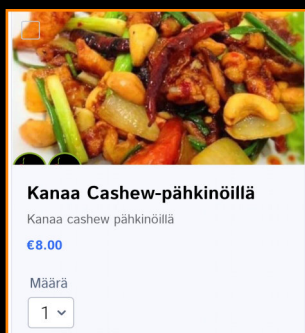 Kanaa Cashew-pähkinöillä
Kanaa cashew pähkinöillä
€8.00
Määrä
1